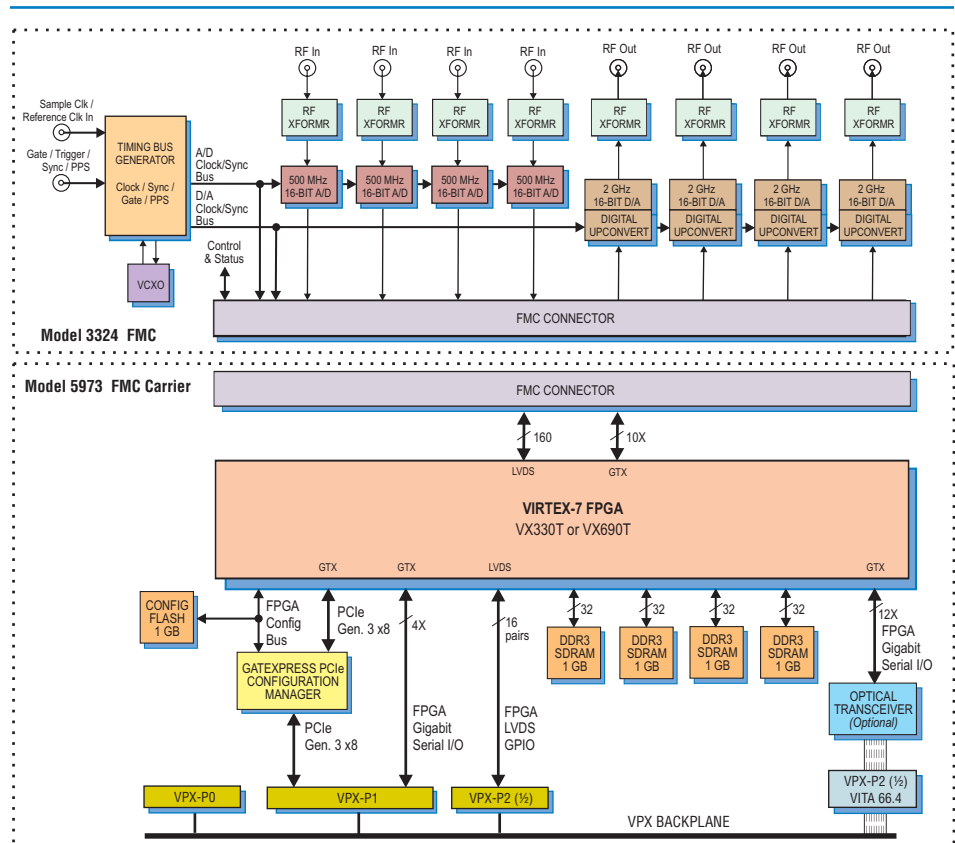 RF In
RF In
RF In
RF In
RF Out
RF Out
RF Out
RF Out
Sample Clk /
Reference Clk In
Gate / Trigger /
Sync / PPS
TIMING BUS
GENERATOR
Clock / Sync /
Gate / PPS
VCXO
A/D
Clock/Sync
Bus
D/A
Clock/Sync
Bus
Control
& Status
RF
XFORMR
RF
XFORMR
RF
XFORMR
RF
XFORMR
RF
XFORMR
RF
XFORMR
RF
XFORMR
RF
XFORMR
500 MHz
16-BIT A/D
500 MHz
16-BIT A/D
500 MHz
16-BIT A/D
500 MHz
16-BIT A/D
2 GHz
16-BIT D/A
DIGITAL
UPCONVERT
2 GHz
16-BIT D/A
DIGITAL
UPCONVERT
2 GHz
16-BIT D/A
DIGITAL
UPCONVERT
2 GHz
16-BIT D/A
DIGITAL
UPCONVERT
FMC CONNECTOR
Model 3324 FMC
Model 5973 FMC Carrier
FMC CONNECTOR
160
10X
LVDS
GTX
VIRTEX-7 FPGA
VX330T or VX690T
GTX
GTX
LVDS
GTX
CONFIG
FLASH
1 GB
FPGA
Config
Bus
PCIe
Gen. 3 x8
4X
16
pairs
32
32
32
32
12X
FPGA
Gigabit
Serial I/O
DDR3
SDRAM
1 GB
DDR3
SDRAM
1 GB
DDR3
SDRAM
1 GB
DDR3
SDRAM
1 GB
GATEXPRESS PCIe
CONFIGURATION
MANAGER
OPTICAL
TRANSCEIVER
(Optional)
PCIe
Gen. 3 x8
FPGA
Gigabit
Serial I/O
FPGA
LVDS
GPIO
VPX-P0
VPX-P1
VPX-P2 (½)
VPX-P2 (½)
VITA 66.4
VPX BACKPLANE